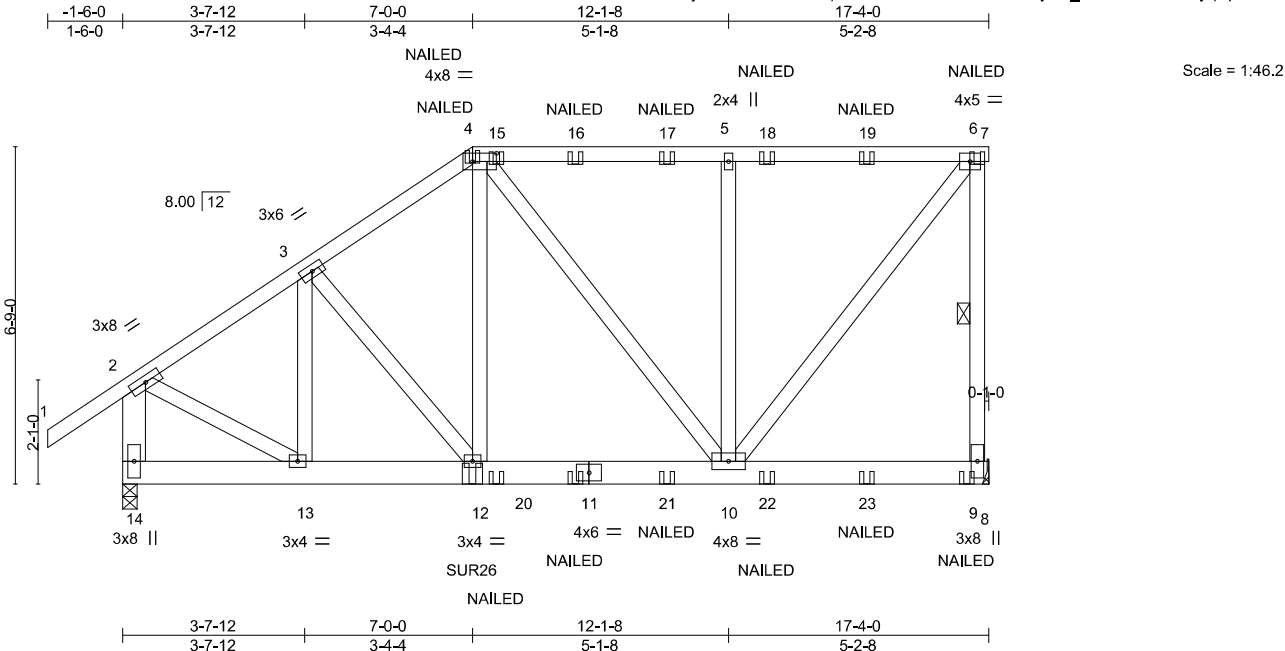 -1-6-0 3-7-12 7-0-0 12-1-8 17-4-0
1-6-0 3-7-12 3-4-4 5-1-8 5-2-8
NAILED
4x8 =
NAILED NAILED
Scale = 1:46.2
NAILED NAILED NAILED 2x4 || NAILED 4x5 =
4 15 16 17 5 18 19 6 7
8.00 12
3x6
3
6-9-0
3x8
2
2-1-0
1
0-1-0
14 13 12 20 11 21 10 22 23 9 8
3x8 || 3x4 = 3x4 = 4x6 = NAILED 4x8 = NAILED 3x8 ||
SUR26 NAILED NAILED NAILED
NAILED
3-7-12 7-0-0 12-1-8 17-4-0
3-7-12 3-4-4 5-1-8 5-2-8